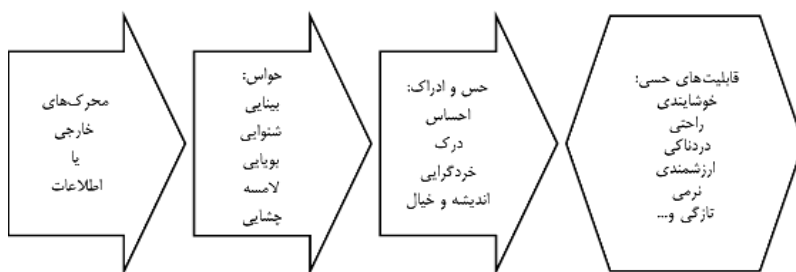 محرک‌های
خارجی
یا
اطلاعات
حواس:
بینایی
شنوایی
بویایی
لامسه
چشایی
حس و ادراک:
احساس
درک
خردگرایی
اندیشه و خیال
قابلیت‌های حسی:
خوشایندی
راحتی
دردناکی
ارزشمندی
نرمی
تازگی و...